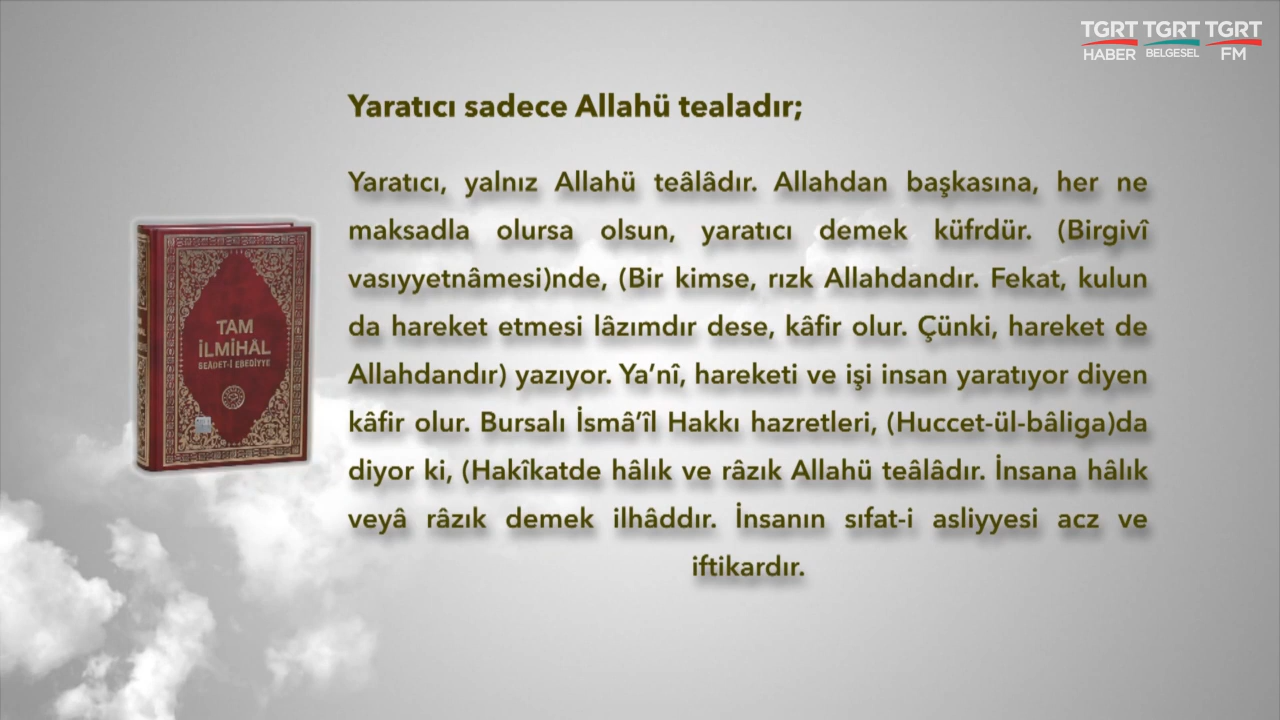 TGRT TGRT TGRT
HABER BELGESEL FM
Yaratıcı sadece Allahü tealadır;
Yaratıcı, yalnız Allahü teâlâdır. Allahdan başkasına, her ne
maksadla olursa olsun, yaratıcı demek küfrdür. (Birgivî
vasıyyetnâmesi)nde, (Bir kimse, rızk Allahdandır. Fekat, kulun
da hareket etmesi lâzımdır dese, kâfir olur. Çünki, hareket de
Allahdandır) yazıyor. Ya’nî, hareketi ve işi insan yaratıyor diyen
kâfir olur. Bursalı İsmâ’îl Hakkı hazretleri, (Huccet-ül-bâliga)da
diyor ki, (Hakîkatde hâlık ve râzık Allahü teâlâdır. İnsana hâlık
veyâ râzık demek ilhâddır. İnsanın sıfat-i asliyyesi acz ve
iftikardır.
TAM
İLMİHÂL
SEÂDET-İ EBEDİYYE